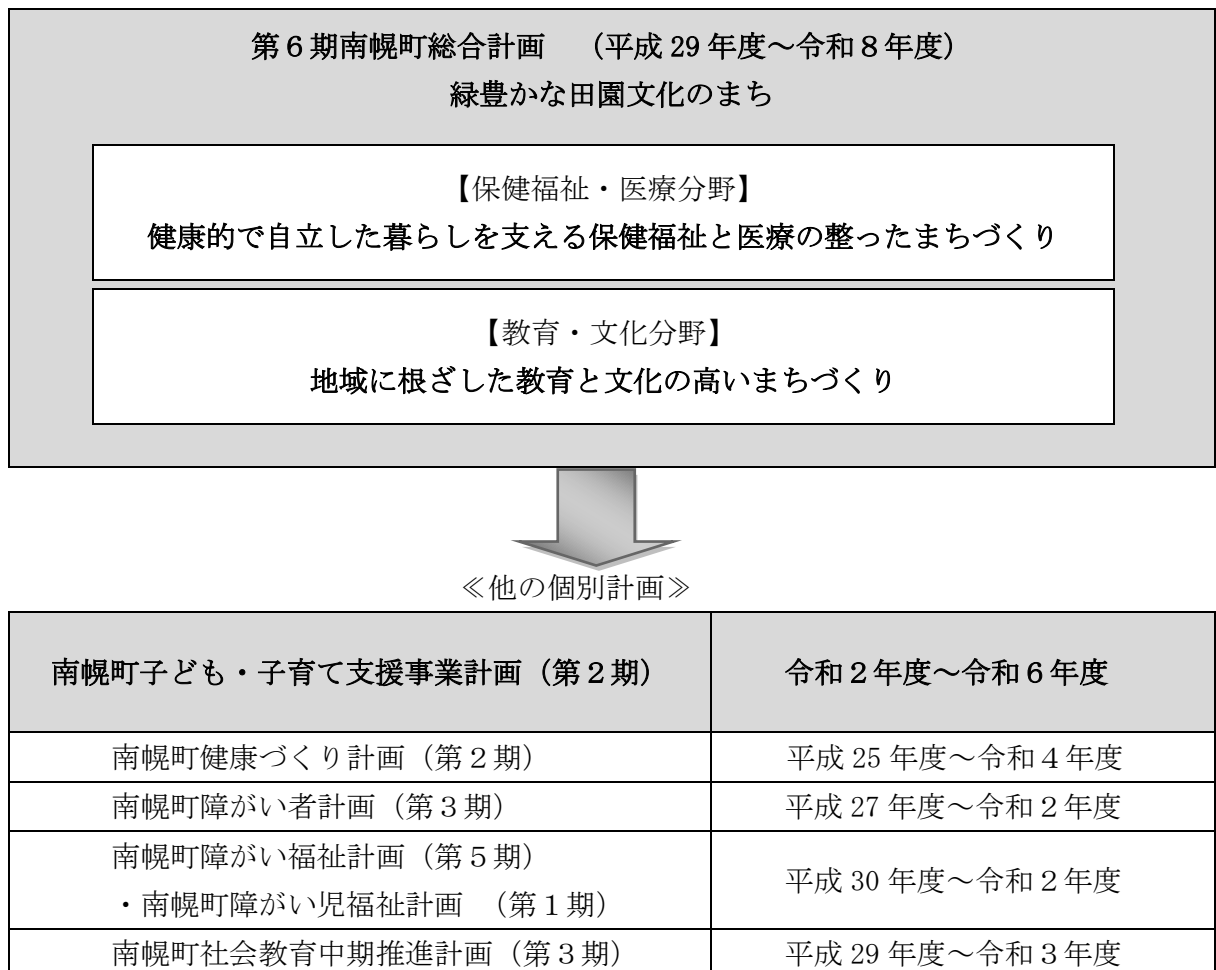 第６期南幌町総合計画　（平成 29 年度～令和８年度）
緑豊かな田園文化のまち
【保健福祉・医療分野】
健康的で自立した暮らしを支える保健福祉と医療の整ったまちづくり
【教育・文化分野】
地域に根ざした教育と文化の高いまちづくり
≪他の個別計画≫
南幌町子ども・子育て支援事業計画（第２期）
令和２年度～令和６年度
南幌町健康づくり計画（第２期）
平成 25 年度～令和４年度
南幌町障がい者計画（第３期）
平成 27 年度～令和２年度
南幌町障がい福祉計画（第５期）
・南幌町障がい児福祉計画　（第１期）
平成 30 年度～令和２年度
南幌町社会教育中期推進計画（第３期）
平成 29 年度～令和３年度